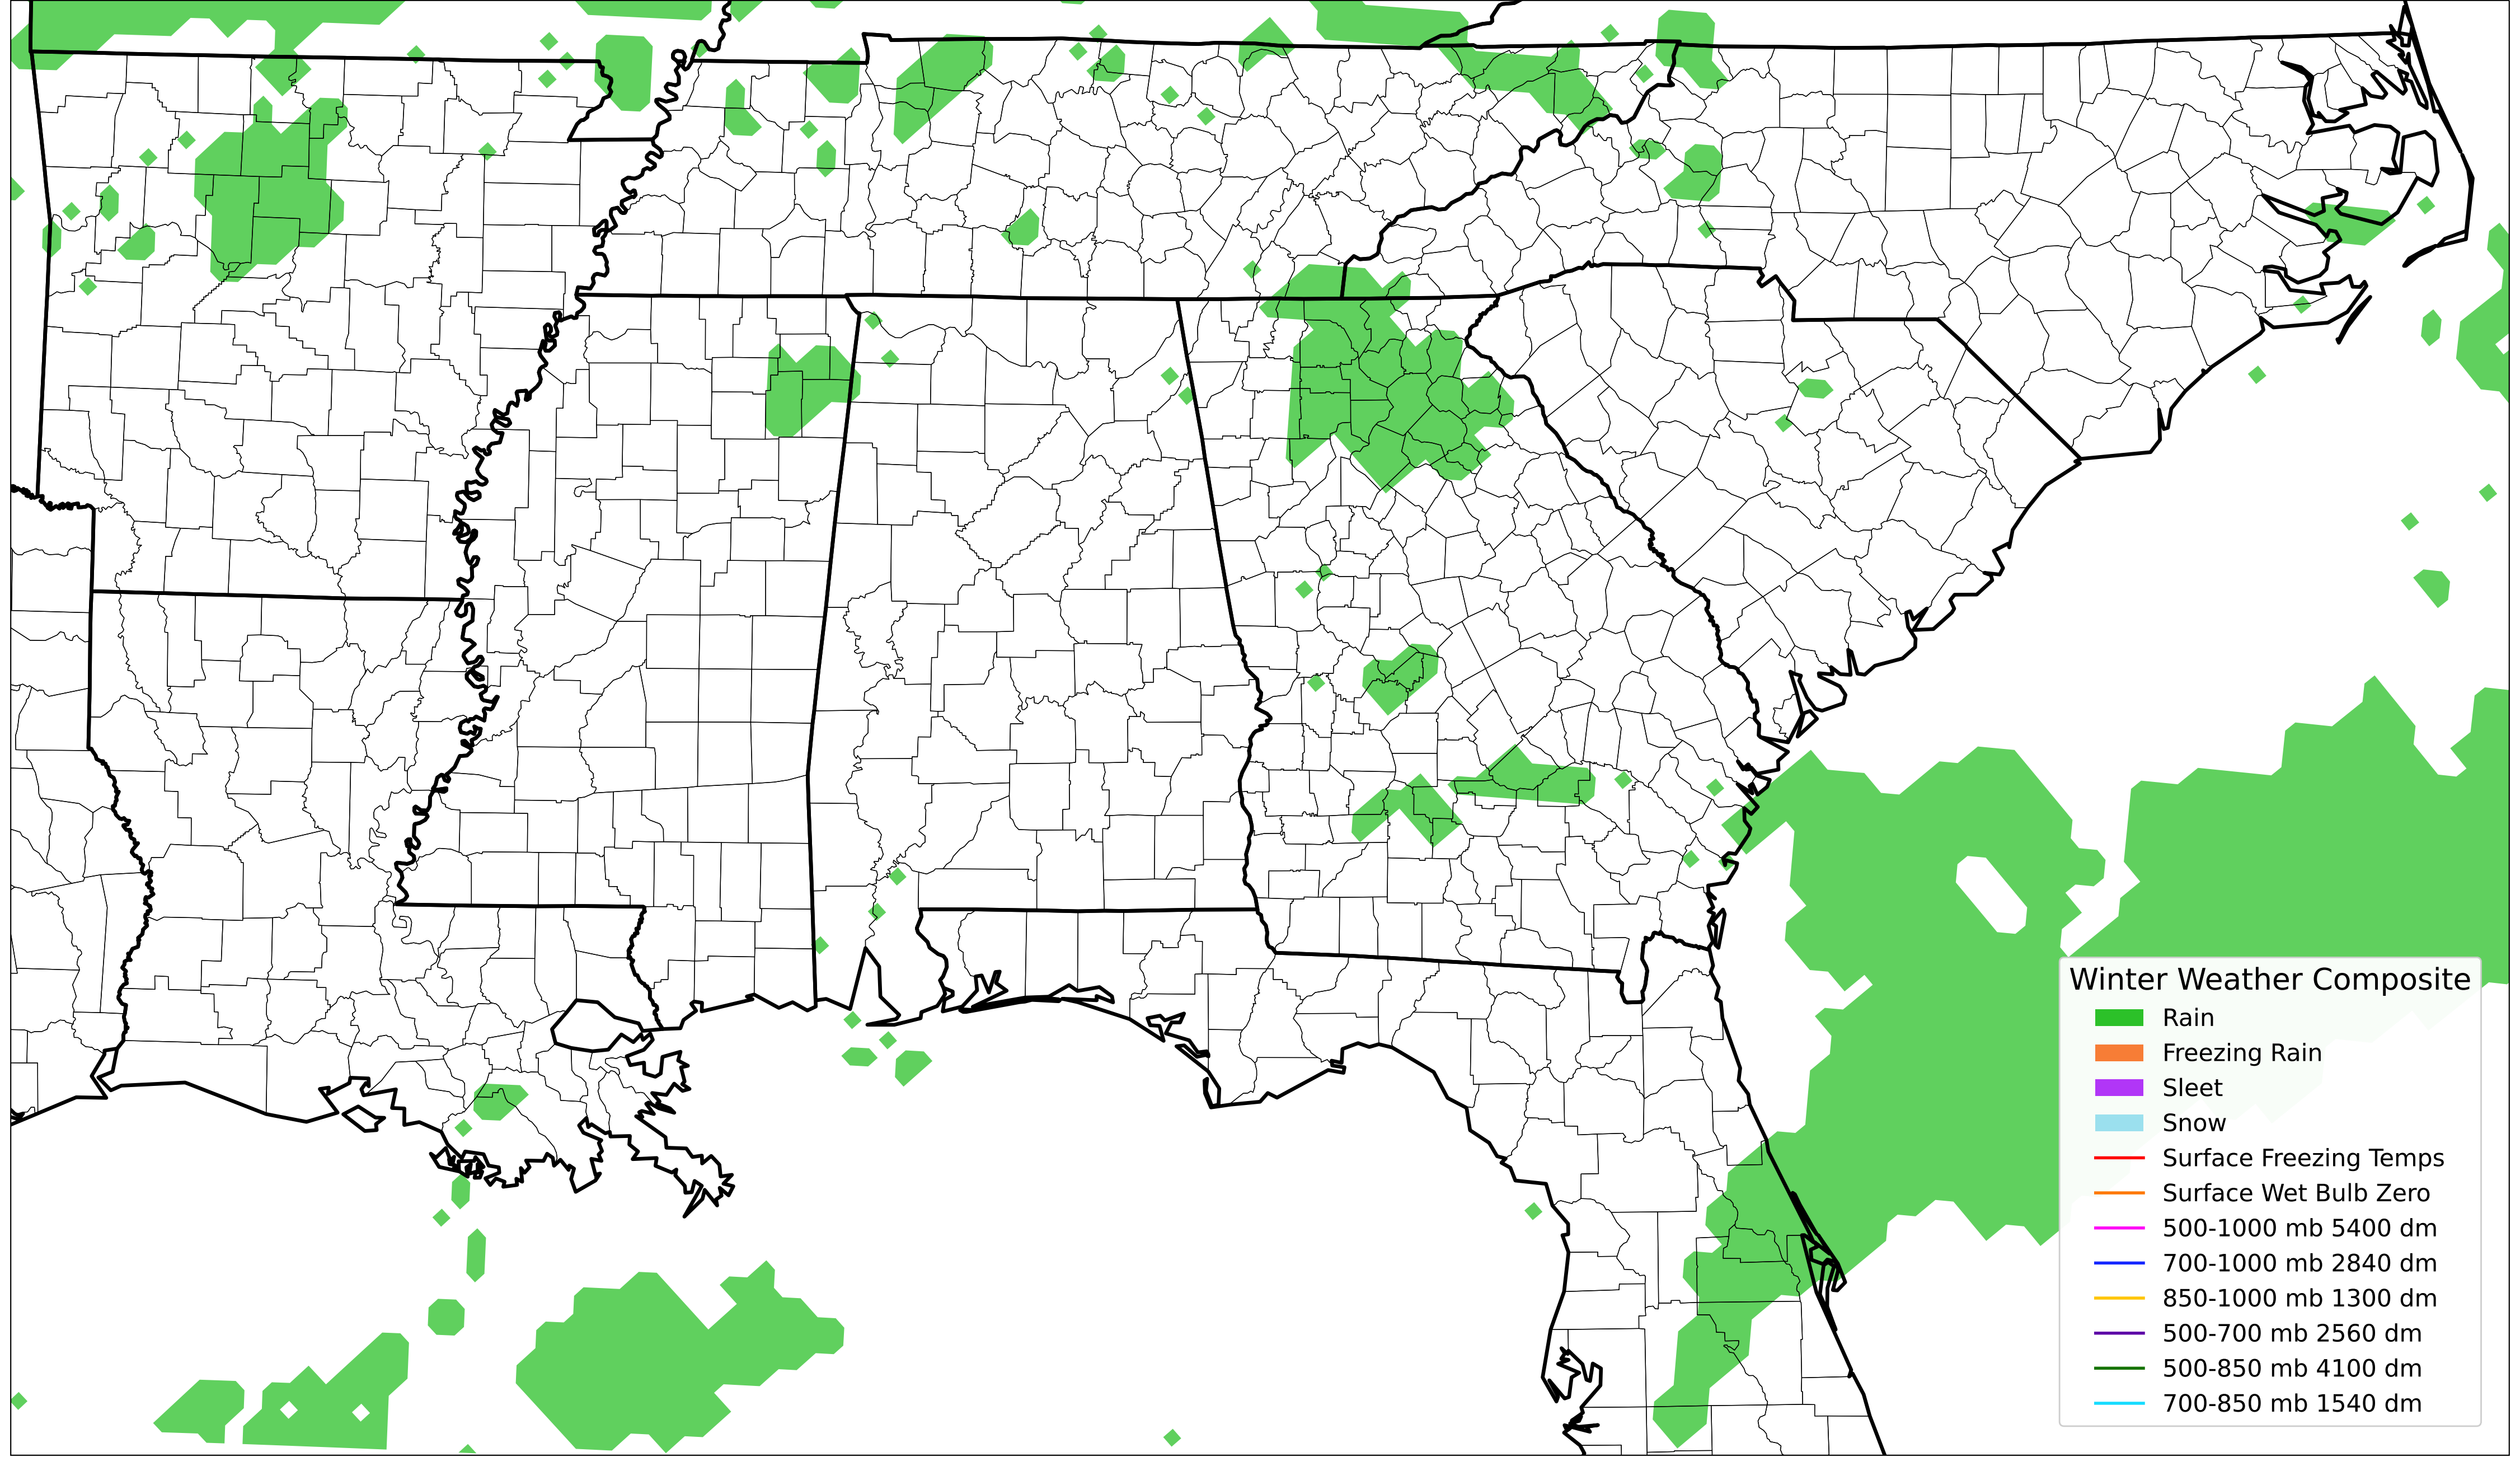 Winter Weather Composite
Rain
Freezing Rain
Sleet
Snow
Surface Freezing Temps
Surface Wet Bulb Zero
500-1000 mb 5400 dm
700-1000 mb 2840 dm
850-1000 mb 1300 dm
500-700 mb 2560 dm
500-850 mb 4100 dm
700-850 mb 1540 dm